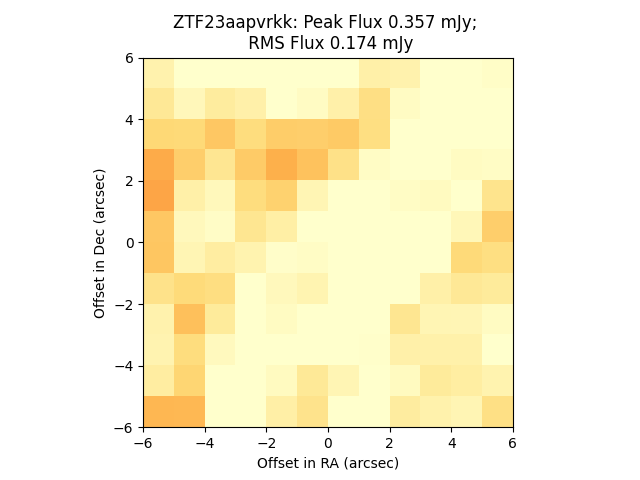 ZTF23aapvrkk: Peak Flux 0.357 mJy;
RMS Flux 0.174 mJy
6
4
2
0
−2
−4
−6
Offset in Dec (arcsec)
−6 −4 −2 0 2 4 6
Offset in RA (arcsec)